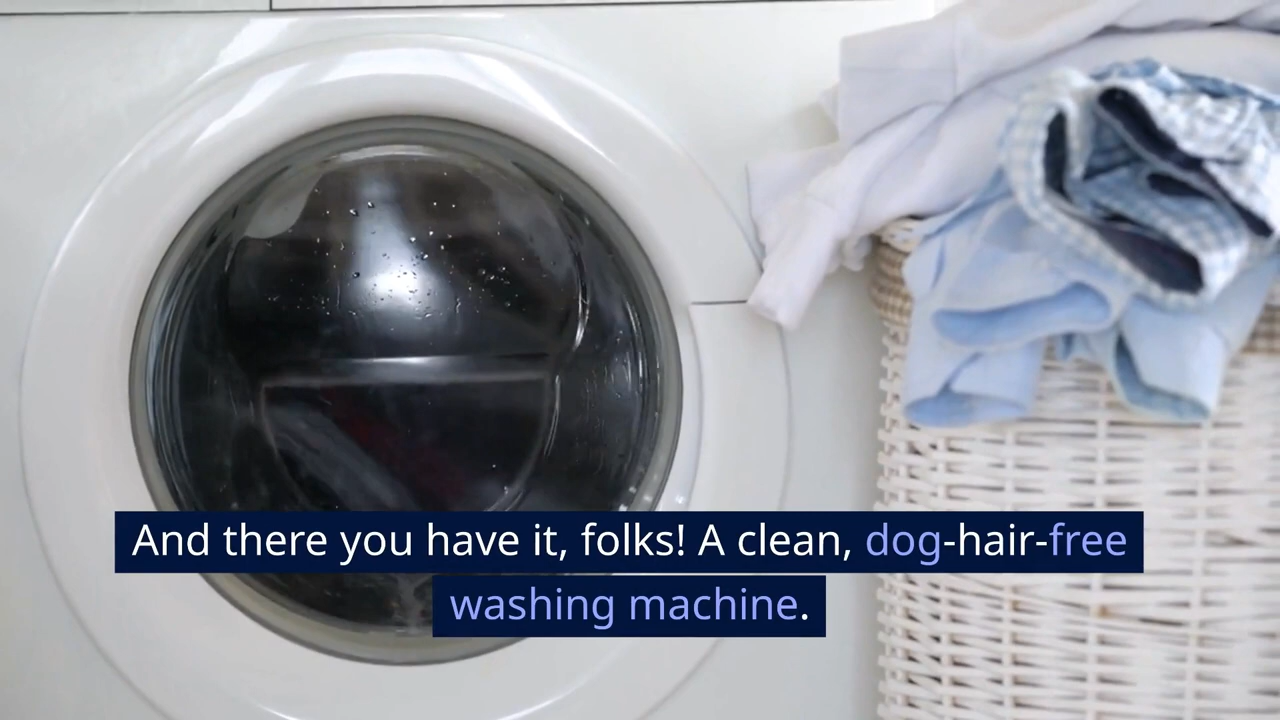 And there you have it, folks! A clean, dog-hair-free
washing machine.